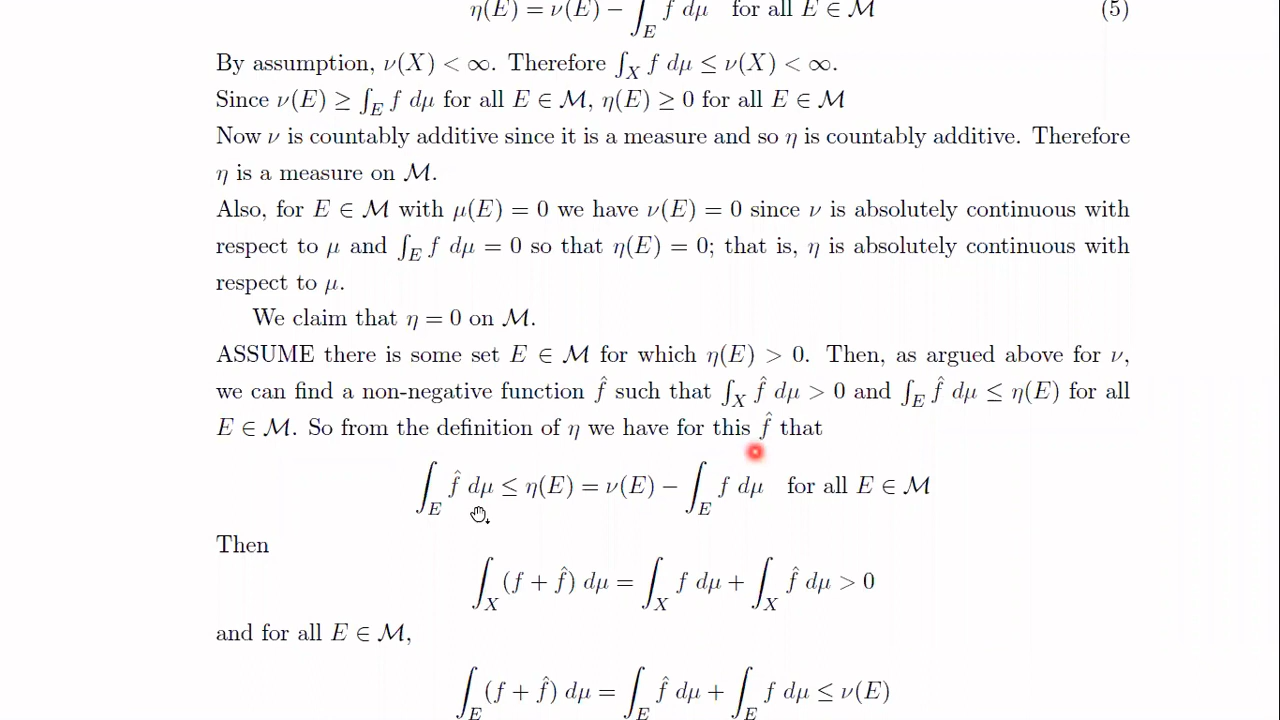 η(E) = ν(E) − ∫_E f dμ for all E ∈ ℳ (5)
By assumption, ν(X) < ∞. Therefore ∫_X f dμ ≤ ν(X) < ∞.
Since ν(E) ≥ ∫_E f dμ for all E ∈ ℳ, η(E) ≥ 0 for all E ∈ ℳ
Now ν is countably additive since it is a measure and so η is countably additive. Therefore
η is a measure on ℳ.
Also, for E ∈ ℳ with μ(E) = 0 we have ν(E) = 0 since ν is absolutely continuous with
respect to μ and ∫_E f dμ = 0 so that η(E) = 0; that is, η is absolutely continuous with
respect to μ.
We claim that η = 0 on ℳ.
ASSUME there is some set E ∈ ℳ for which η(E) > 0. Then, as argued above for ν,
we can find a non-negative function f̂ such that ∫_X f̂ dμ > 0 and ∫_E f̂ dμ ≤ η(E) for all
E ∈ ℳ. So from the definition of η we have for this f̂ that
∫_E f̂ dμ ≤ η(E) = ν(E) − ∫_E f dμ for all E ∈ ℳ
Then
∫_X (f + f̂) dμ = ∫_X f dμ + ∫_X f̂ dμ > 0
and for all E ∈ ℳ,
∫_E (f + f̂) dμ = ∫_E f̂ dμ + ∫_E f dμ ≤ ν(E)